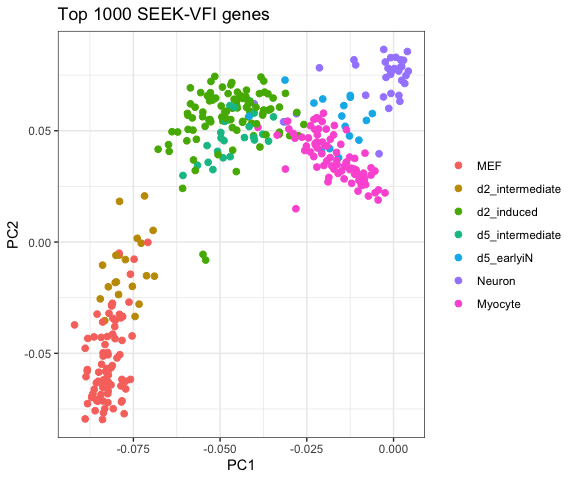 Top 1000 SEEK-VFI genes
PC2
0.05
0.00
-0.05
-0.075
-0.050
-0.025
0.000
PC1
MEF
d2_intermediate
d2_induced
d5_intermediate
d5_earlyiN
Neuron
Myocyte